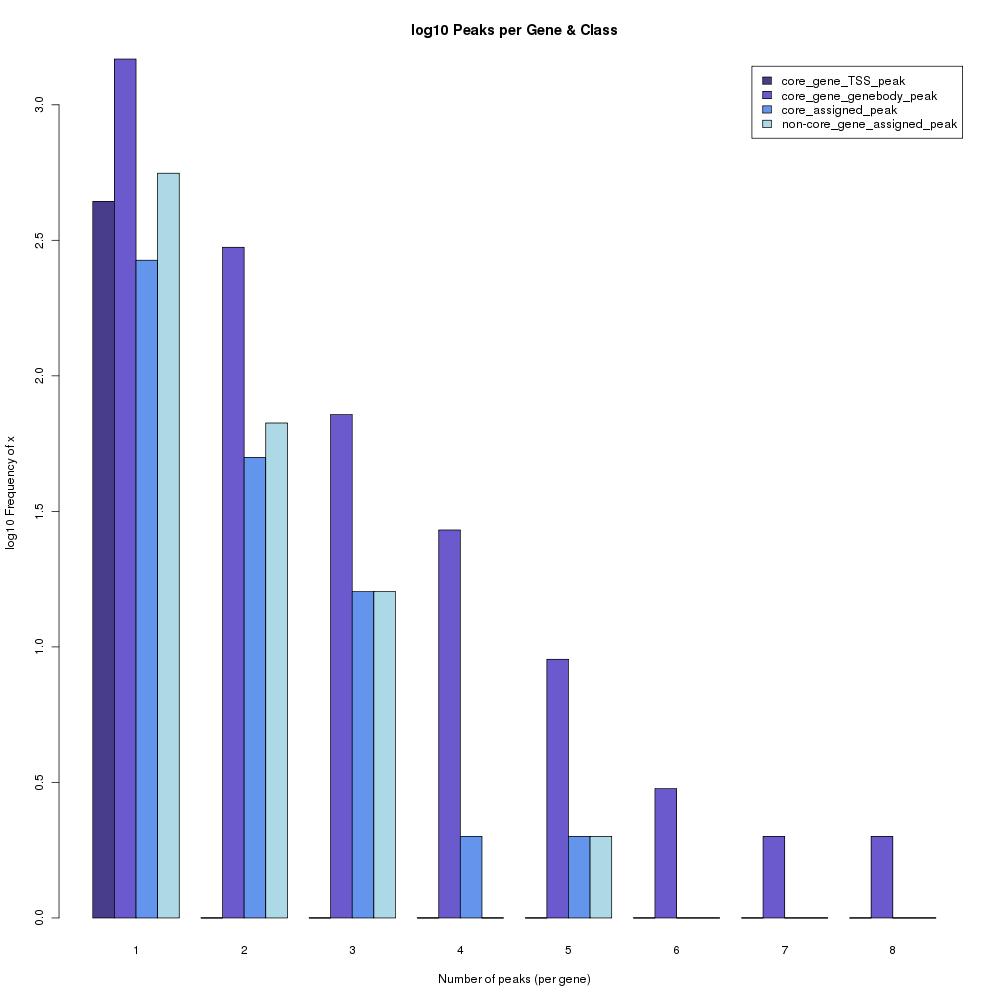 log10 Peaks per Gene & Class
core_gene_TSS_peak
core_gene_genebody_peak
core_assigned_peak
non-core_gene_assigned_peak
3.0
2.5
2.0
1.5
1.0
0.5
0.0
log10 Frequency of x
1 2 3 4 5 6 7 8
Number of peaks (per gene)